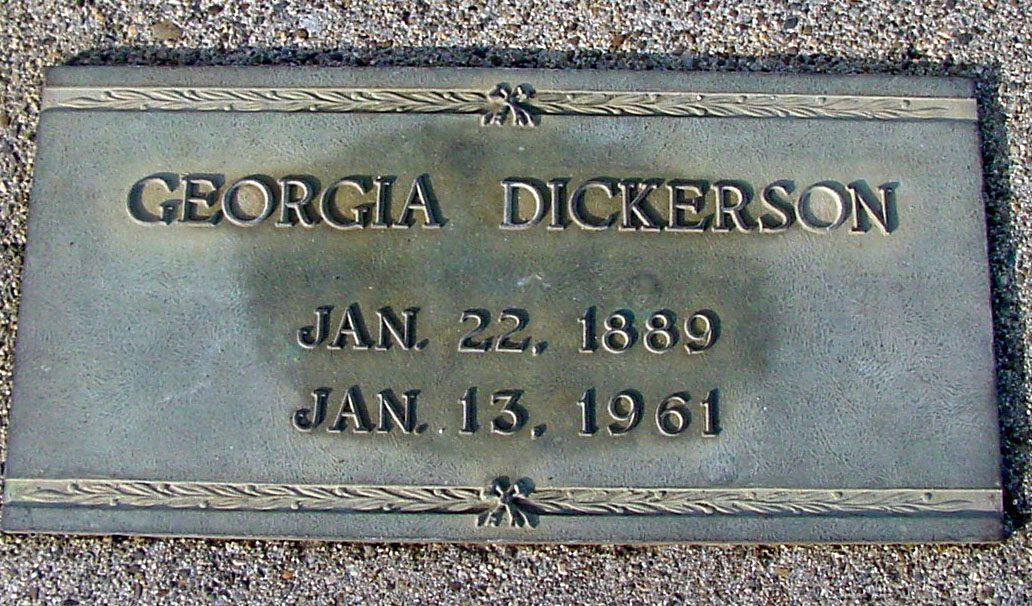 GEORGIA DICKERSON
JAN. 22, 1889
JAN. 13, 1961